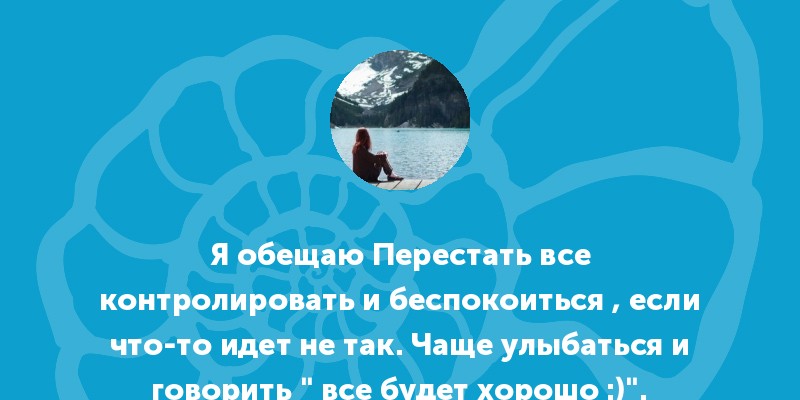 Я обещаю Перестать все
контролировать и беспокоиться , если
что-то идет не так. Чаще улыбаться и
говорить " все будет хорошо :)".